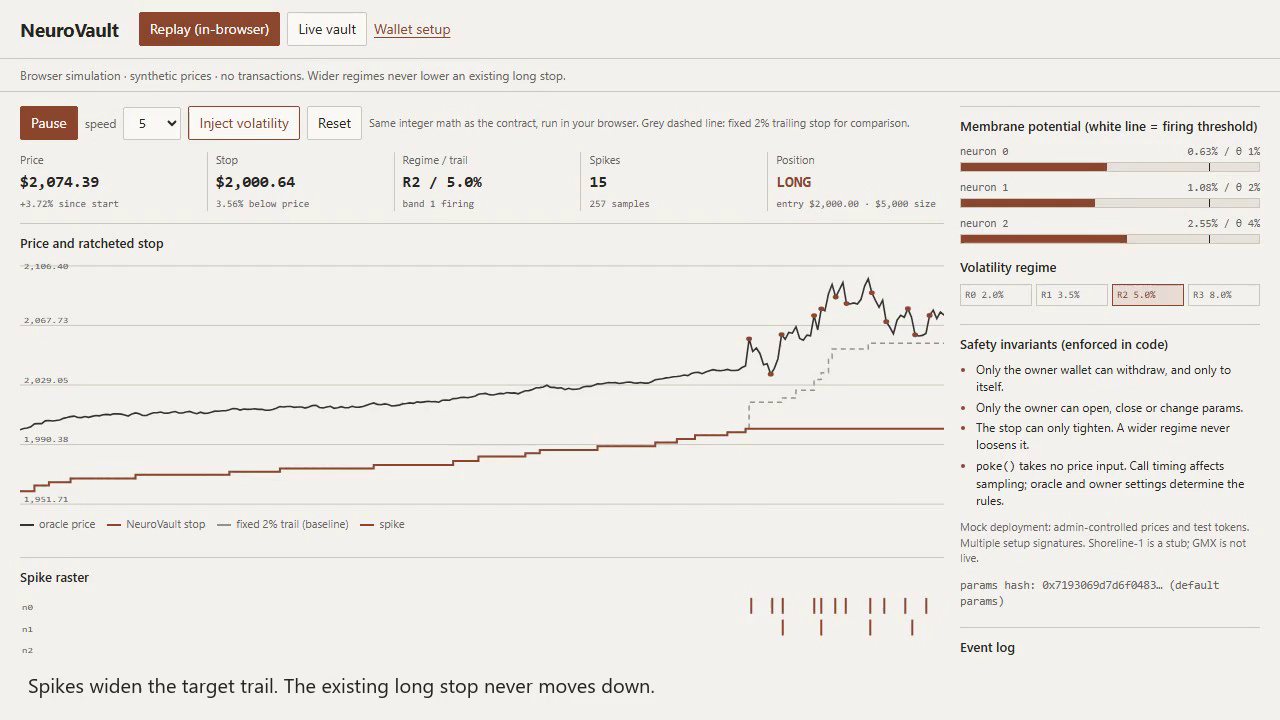 NeuroVault
Replay (in-browser)
Live vault
Wallet setup
Browser simulation · synthetic prices · no transactions. Wider regimes never lower an existing long stop.
Pause
speed
5
Inject volatility
Reset
Same integer math as the contract, run in your browser. Grey dashed line: fixed 2% trailing stop for comparison.
Price
$2,074.39
+3.72% since start
Stop
$2,000.64
3.56% below price
Regime / trail
R2 / 5.0%
band 1 firing
Spikes
15
257 samples
Position
LONG
entry $2,000.00 · $5,000 size
Price and ratcheted stop
2,106.40
2,067.73
2,029.05
1,990.38
1,951.71
oracle price
NeuroVault stop
fixed 2% trail (baseline)
spike
Spike raster
n0
n1
n2
Membrane potential (white line = firing threshold)
neuron 0 0.63% / θ 1%
neuron 1 1.08% / θ 2%
neuron 2 2.55% / θ 4%
Volatility regime
R0 2.0%
R1 3.5%
R2 5.0%
R3 8.0%
Safety invariants (enforced in code)
• Only the owner wallet can withdraw, and only to
itself.
• Only the owner can open, close or change params.
• The stop can only tighten. A wider regime never
loosens it.
• poke() takes no price input. Call timing affects
sampling; oracle and owner settings determine the
rules.
Mock deployment: admin-controlled prices and test tokens.
Multiple setup signatures. Shoreline-1 is a stub; GMX is not
live.
params hash: 0x7193069d7d6f0483… (default
params)
Event log
Spikes widen the target trail. The existing long stop never moves down.